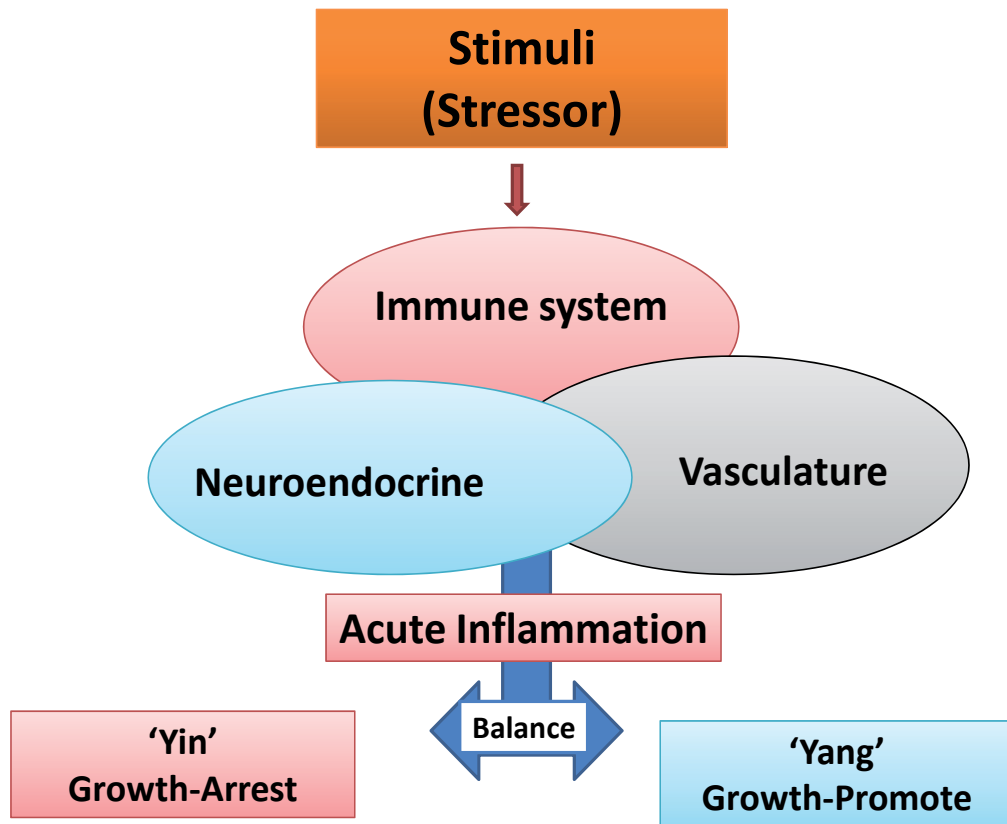 Stimuli
(Stressor)
Immune system
Neuroendocrine
Vasculature
Acute Inflammation
Balance
‘Yin’
Growth-Arrest
‘Yang’
Growth-Promote